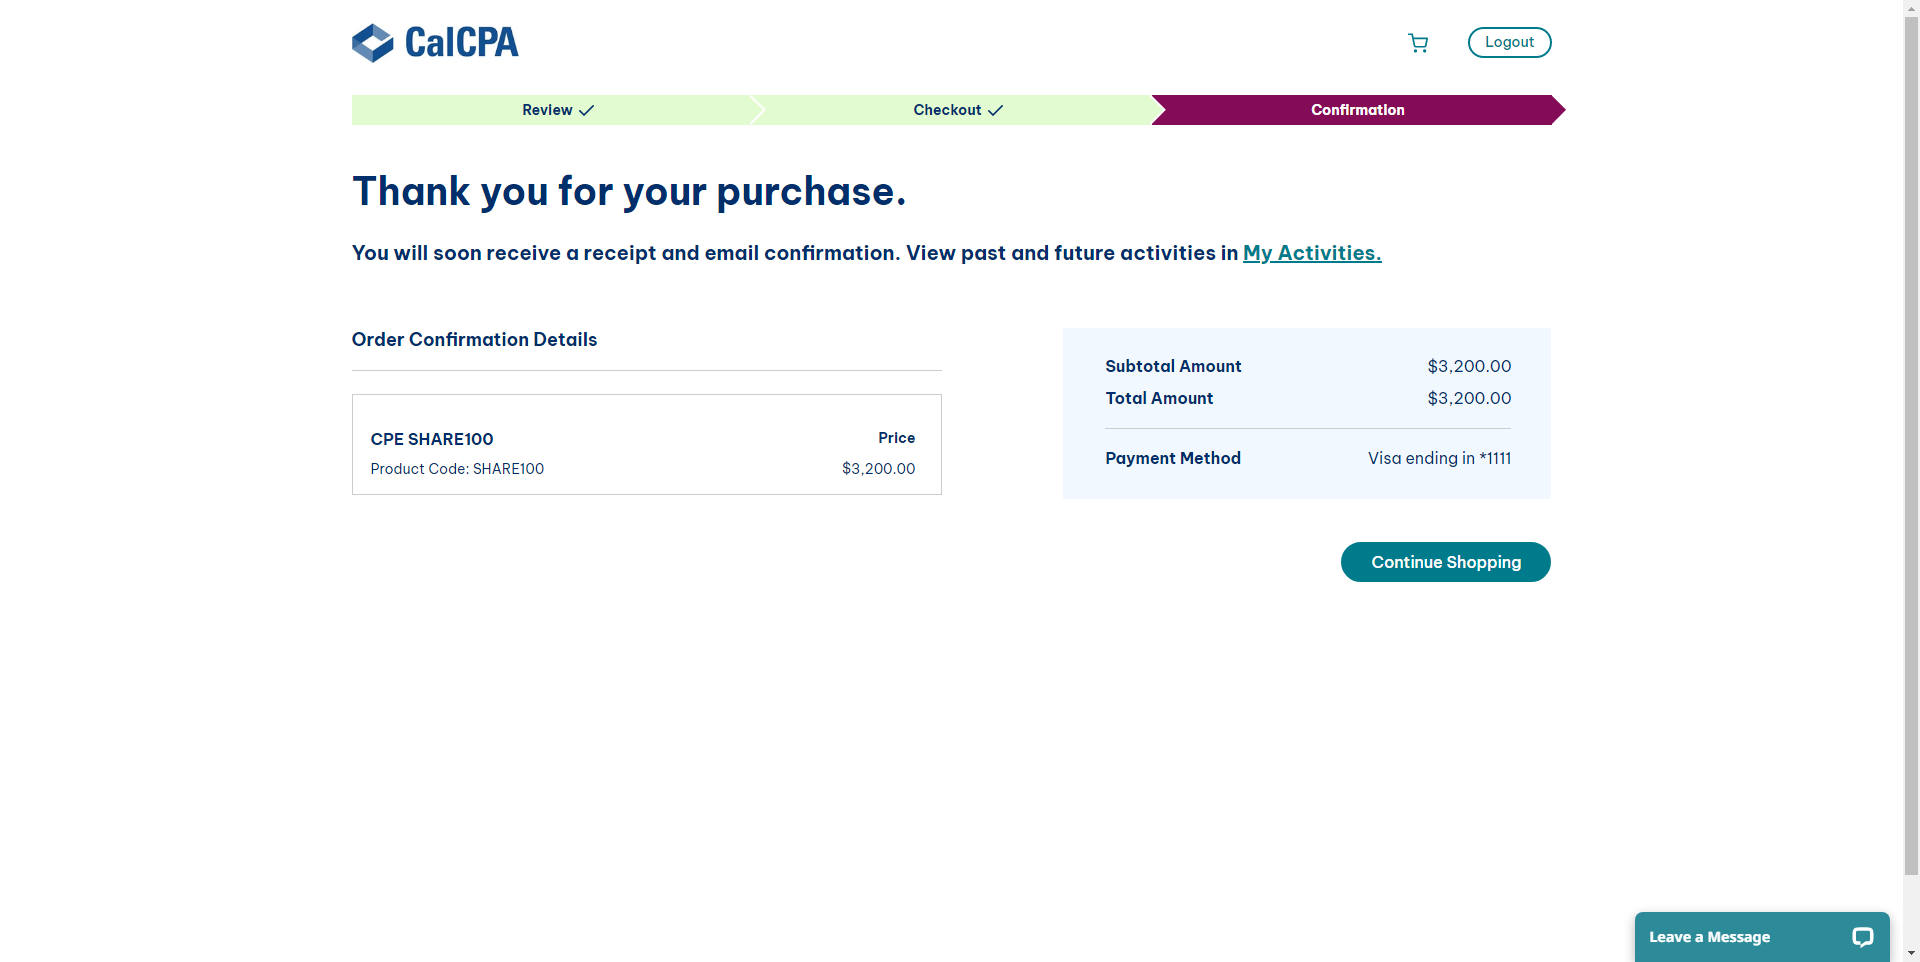 CalCPA
Logout
Review
Checkout
Confirmation
Thank you for your purchase.
You will soon receive a receipt and email confirmation. View past and future activities in My Activities.
Order Confirmation Details
CPE SHARE100 Price
Product Code: SHARE100 $3,200.00
Subtotal Amount $3,200.00
Total Amount $3,200.00
Payment Method Visa ending in *1111
Continue Shopping
Leave a Message